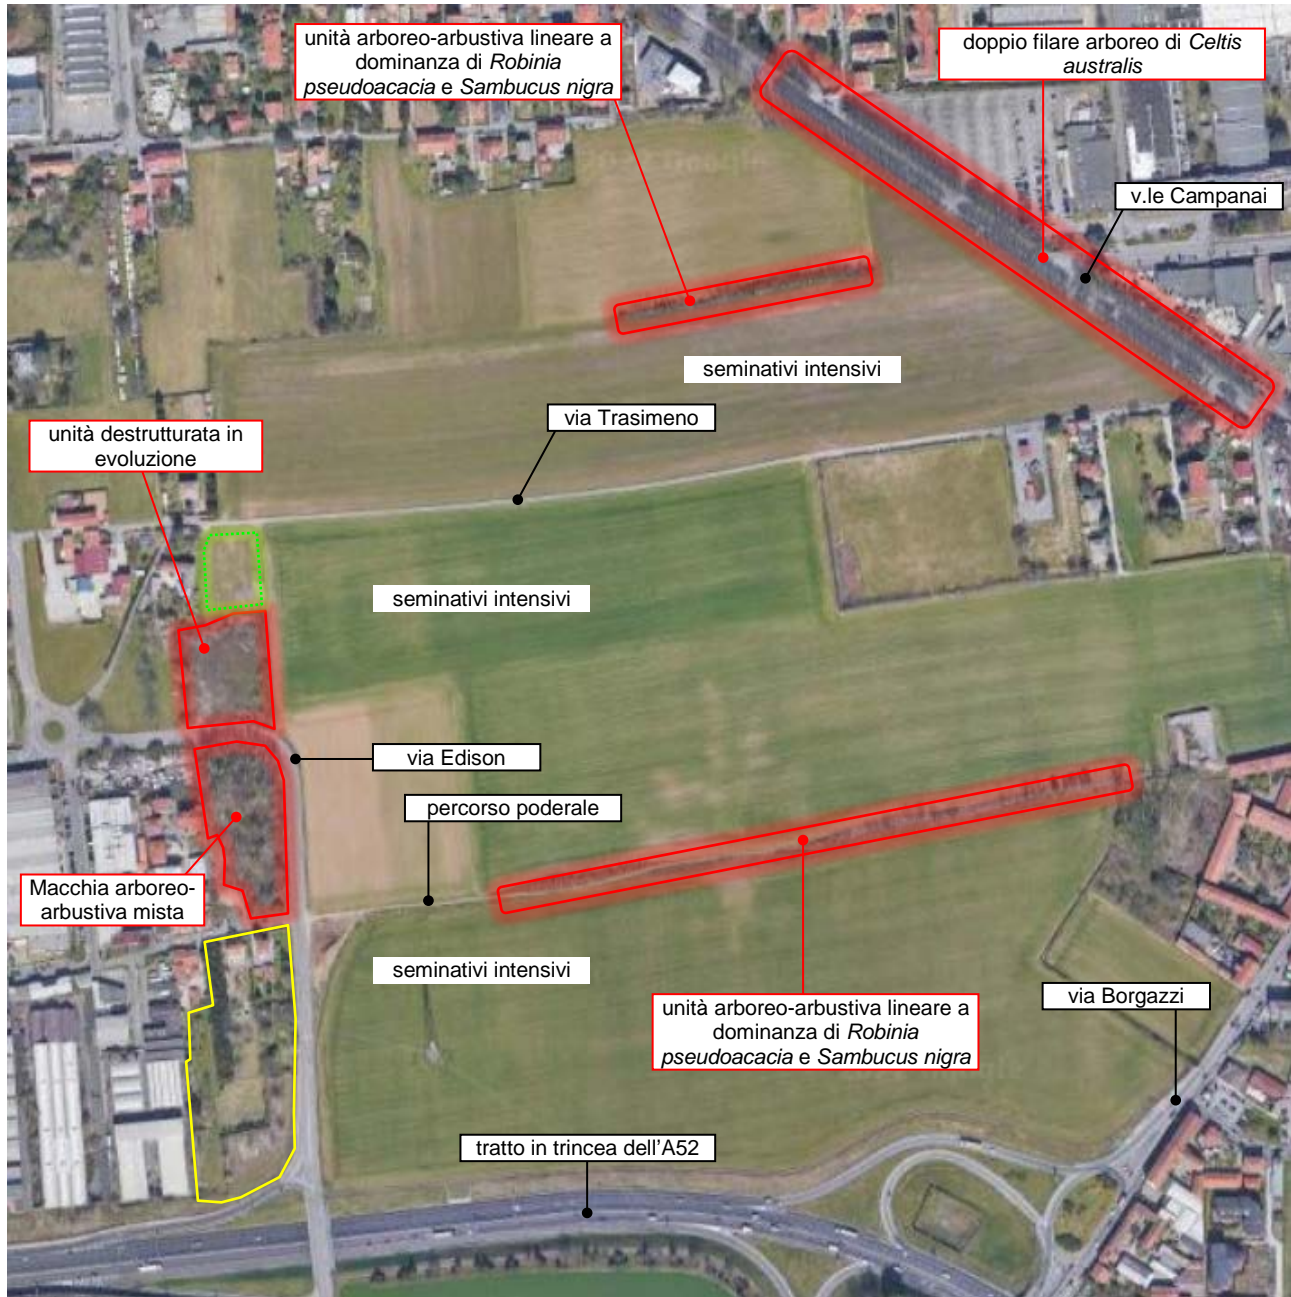 unità arboreo-arbustiva lineare a
dominanza di Robinia
pseudoacacia e Sambucus nigra
doppio filare arboreo di Celtis
australis
v.le Campanai
seminativi intensivi
via Trasimeno
unità destrutturata in
evoluzione
seminativi intensivi
via Edison
percorso poderale
Macchia arboreo-
arbustiva mista
seminativi intensivi
unità arboreo-arbustiva lineare a
dominanza di Robinia
pseudoacacia e Sambucus nigra
via Borgazzi
tratto in trincea dell'A52